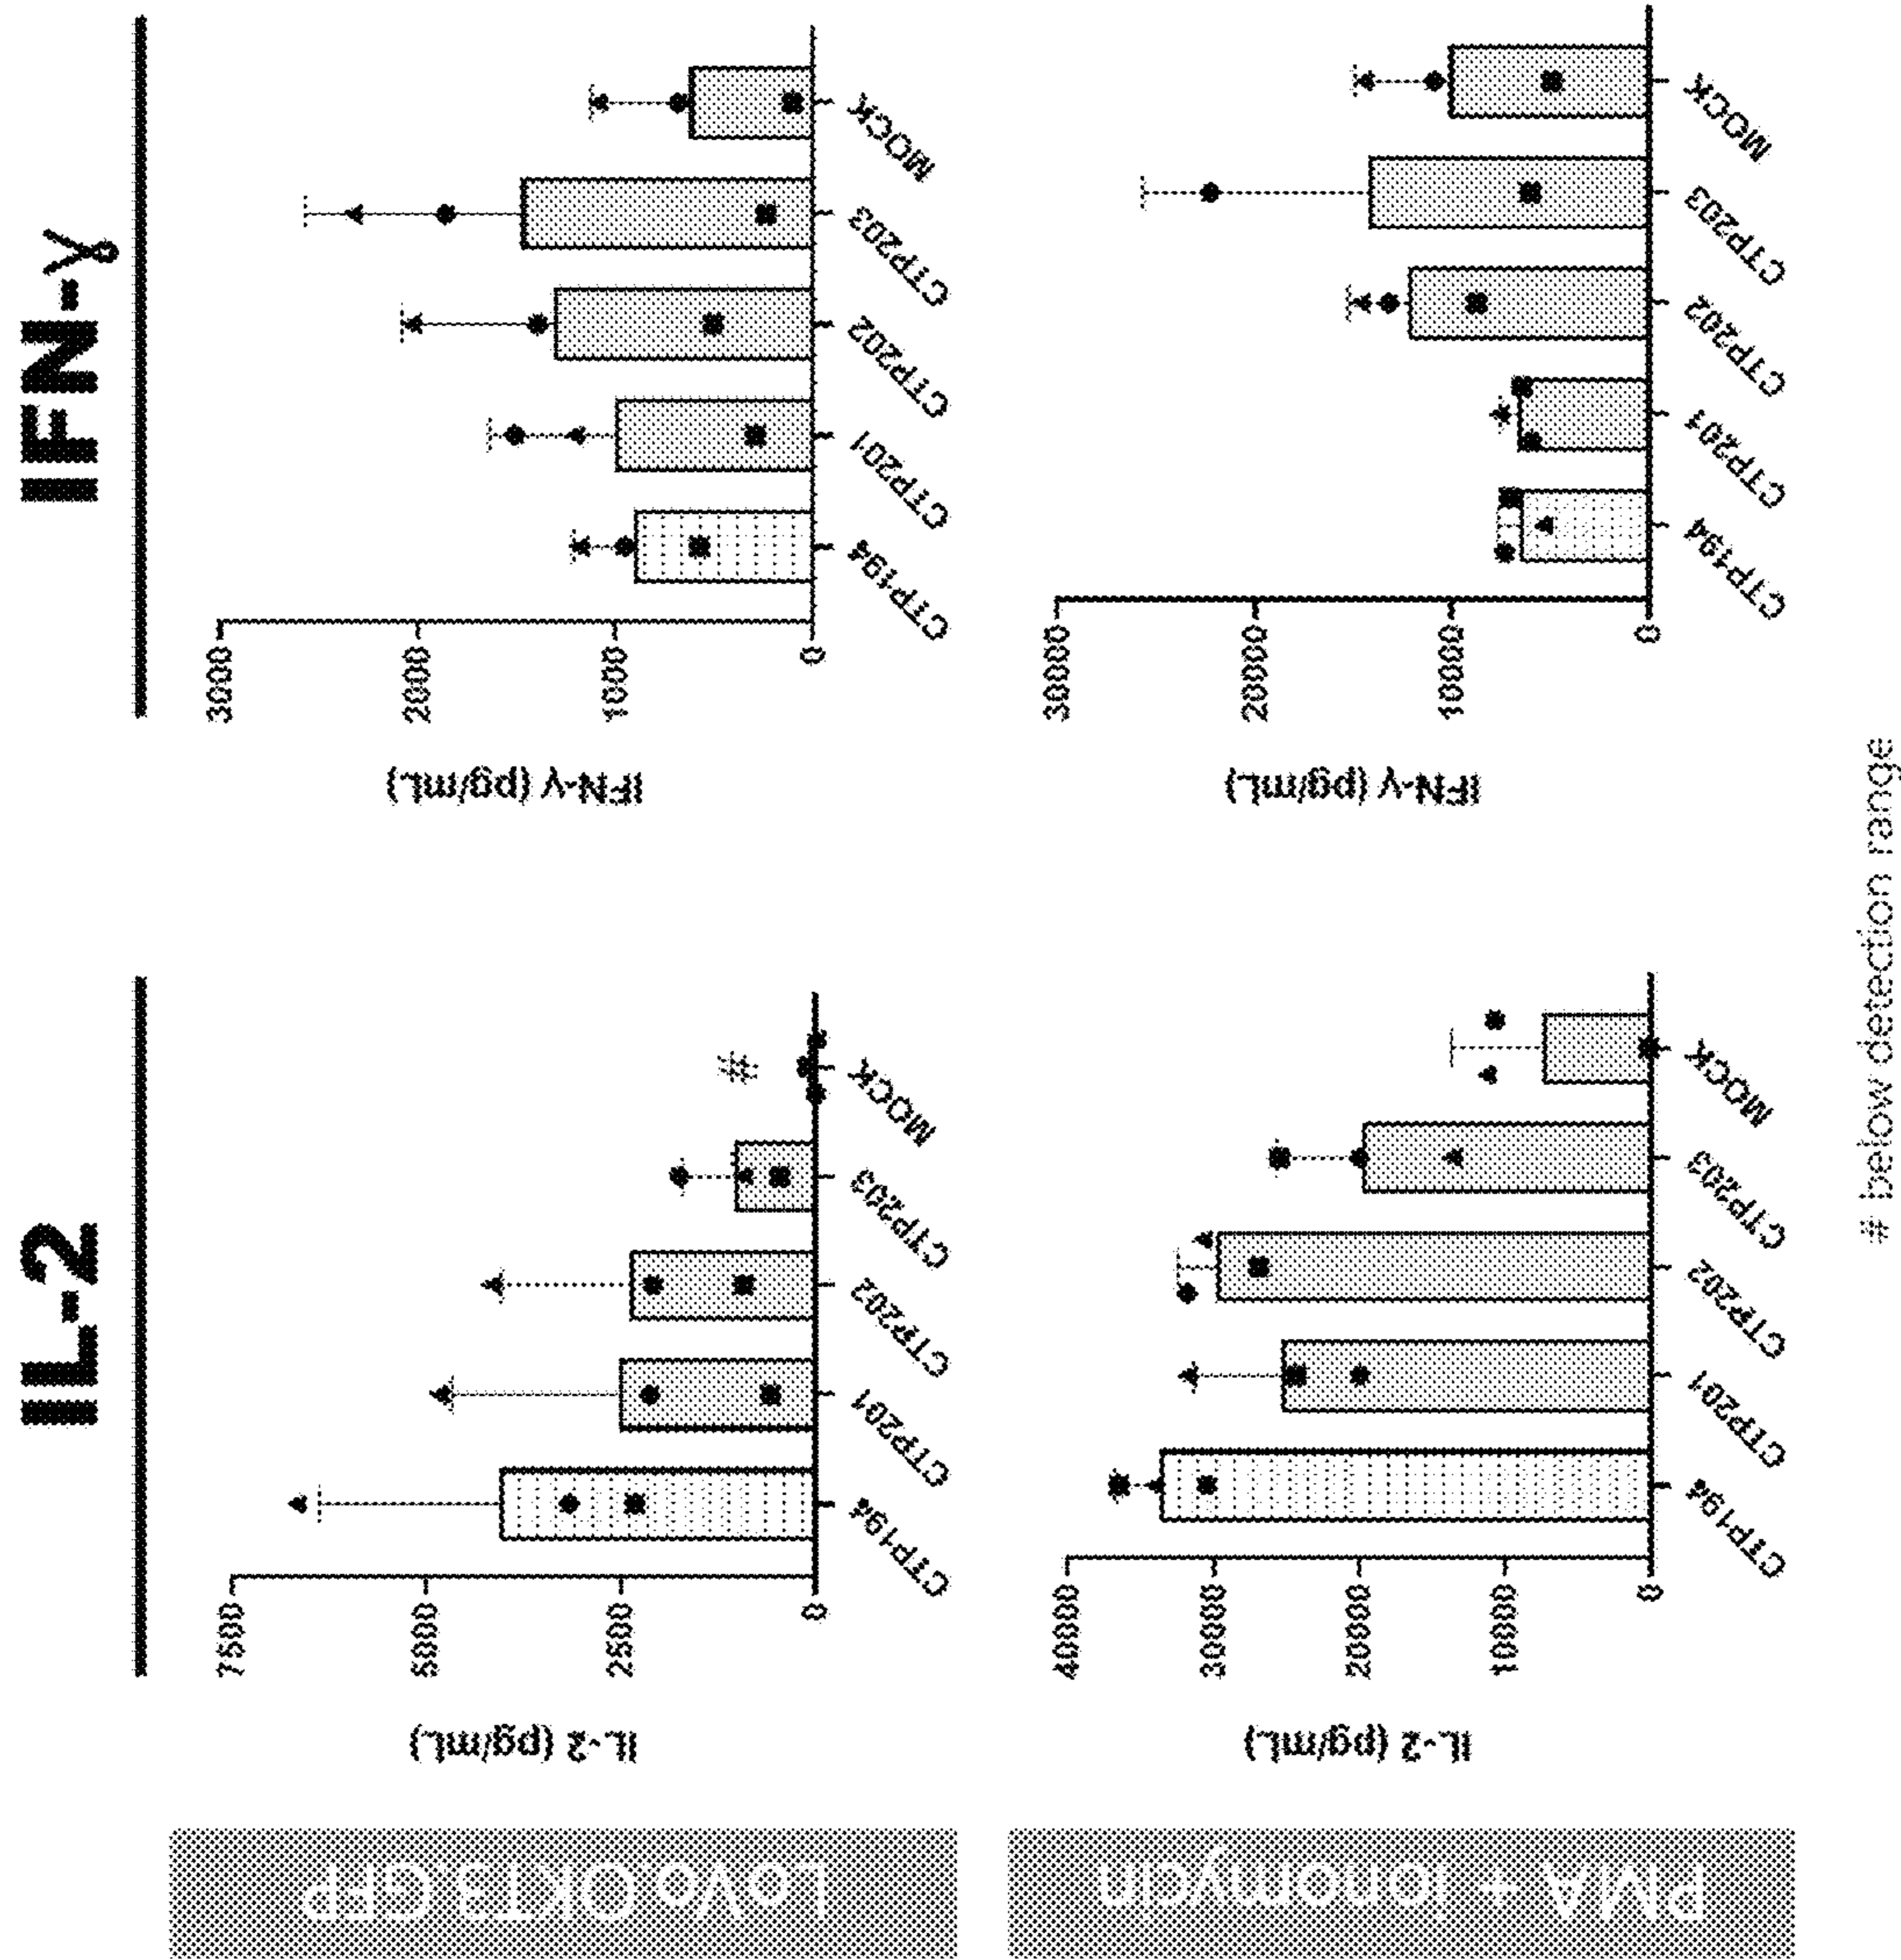 IL-2
IFN-γ
LoVo.OKT3.GFP
IL-2 (pg/mL)
7500
5000
2500
0
CTP194
CTP201
CTP202
CTP203
MOCK
#
IFN-γ (pg/mL)
30000
20000
10000
0
CTP194
CTP201
CTP202
CTP203
MOCK
PMA + Ionomycin
IL-2 (pg/mL)
40000
30000
20000
10000
0
CTP194
CTP201
CTP202
CTP203
MOCK
IFN-γ (pg/mL)
30000
20000
10000
0
CTP194
CTP201
CTP202
CTP203
MOCK
# below detection range